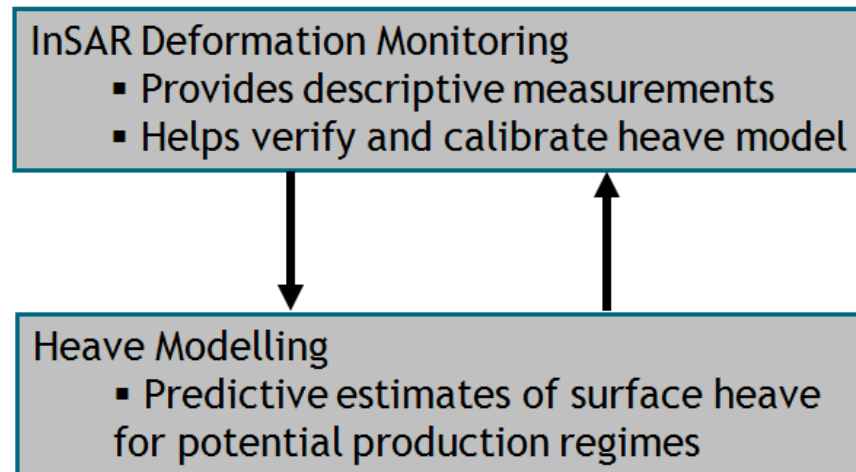 InSAR Deformation Monitoring
▪ Provides descriptive measurements
▪ Helps verify and calibrate heave model
Heave Modelling
▪ Predictive estimates of surface heave
for potential production regimes